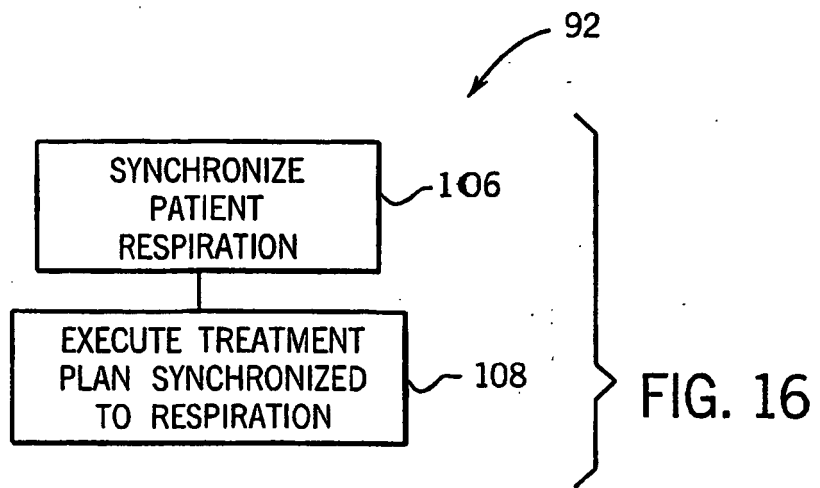 92
SYNCHRONIZE
PATIENT
RESPIRATION
106
EXECUTE TREATMENT
PLAN SYNCHRONIZED
TO RESPIRATION
108
FIG. 16